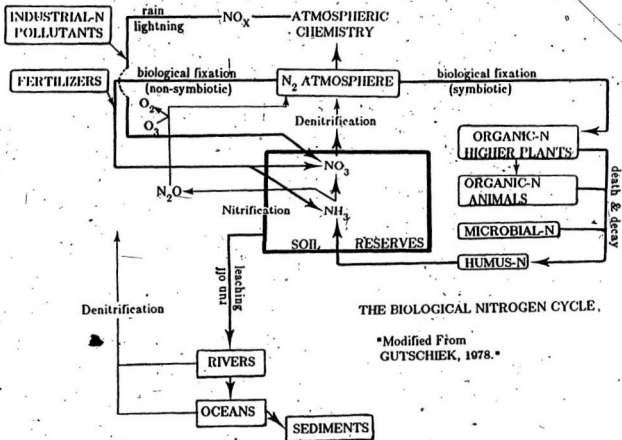 INDUSTRIAL-N
POLLUTANTS
rain
lightning
NOX
ATMOSPHERIC
CHEMISTRY
FERTILIZERS
biological fixation
(non-symbiotic)
N2 ATMOSPHERE
biological fixation
(symbiotic)
O2
O3
Denitrification
ORGANIC-N
HIGHER PLANTS
ORGANIC-N
ANIMALS
death & decay
MICROBIAL-N
HUMUS-N
NO3
N2O
Nitrification
NH3
SOIL RESERVES
leaching
run off
Denitrification
RIVERS
OCEANS
SEDIMENTS
THE BIOLOGICAL NITROGEN CYCLE,
"Modified From
GUTSCHIEK, 1978."